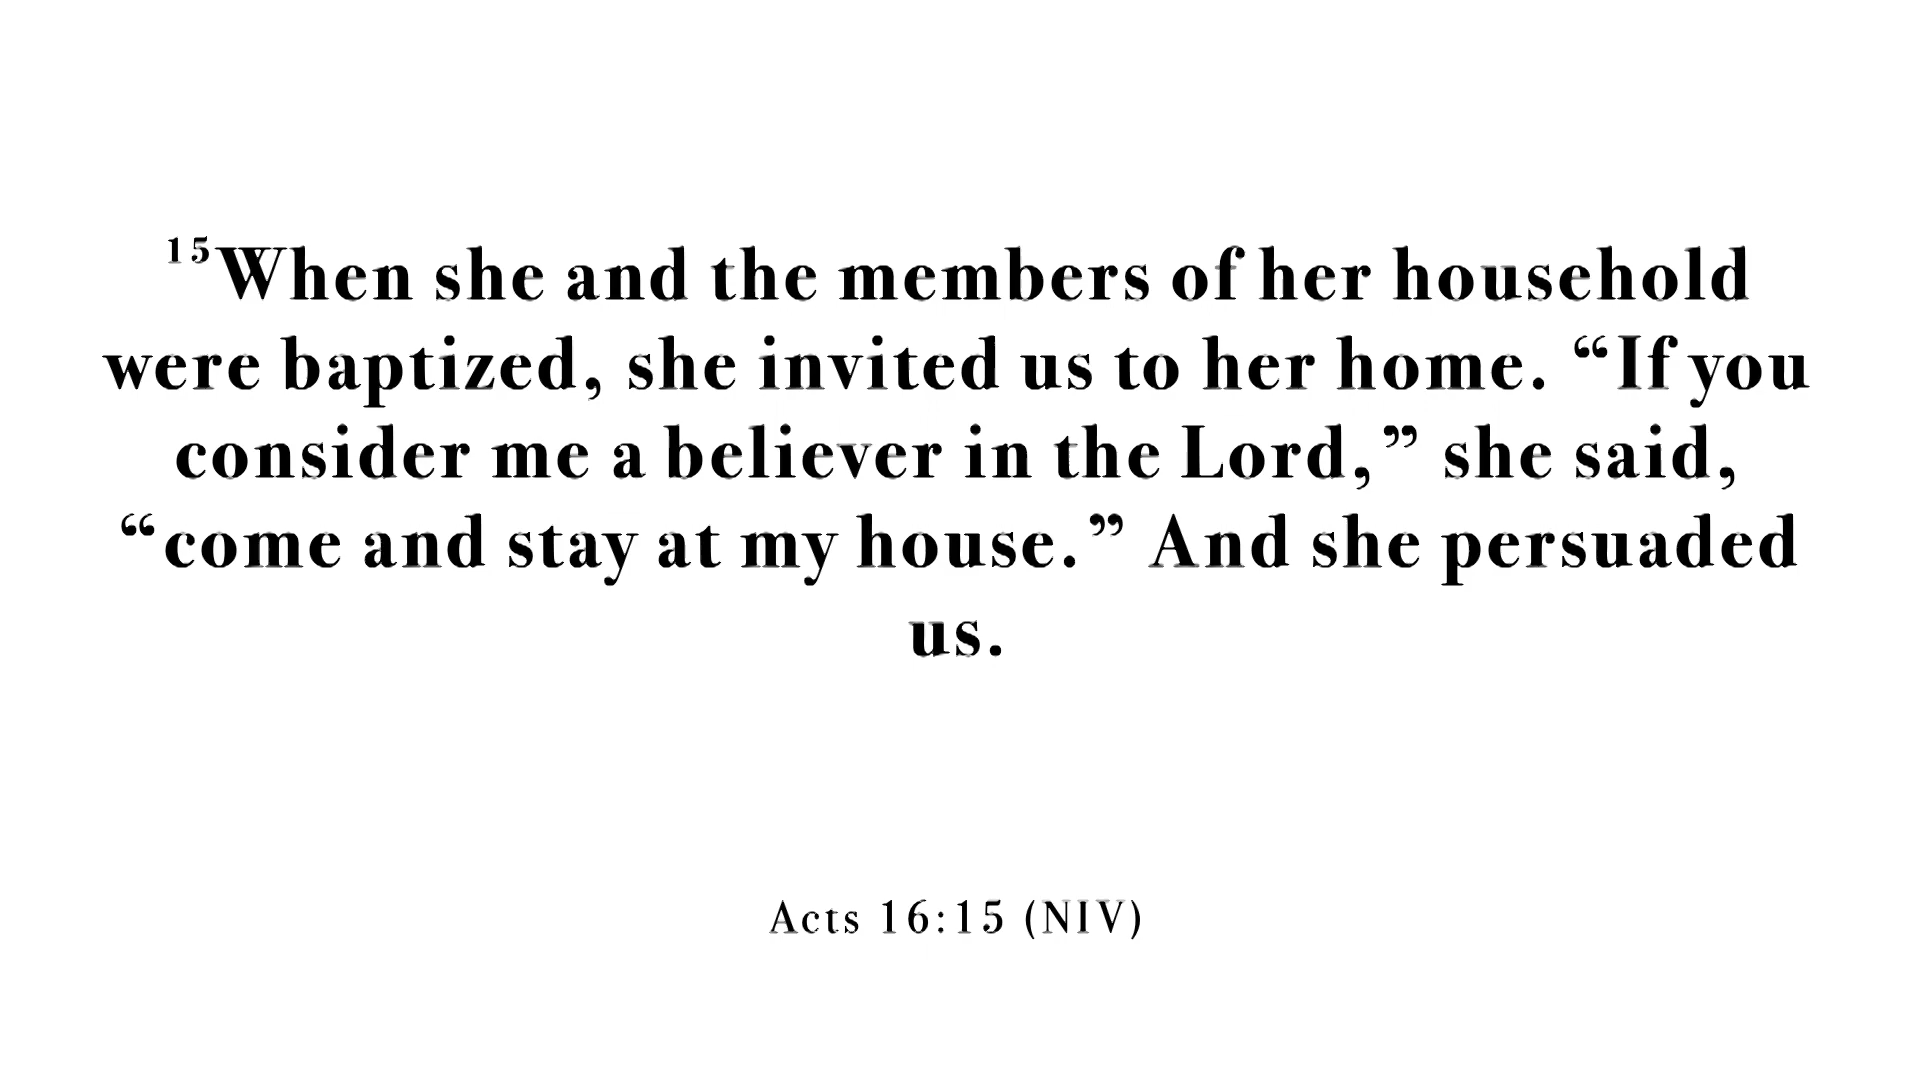 ¹⁵When she and the members of her household
were baptized, she invited us to her home. “If you
consider me a believer in the Lord,” she said,
“come and stay at my house.” And she persuaded
us.
Acts 16:15 (NIV)